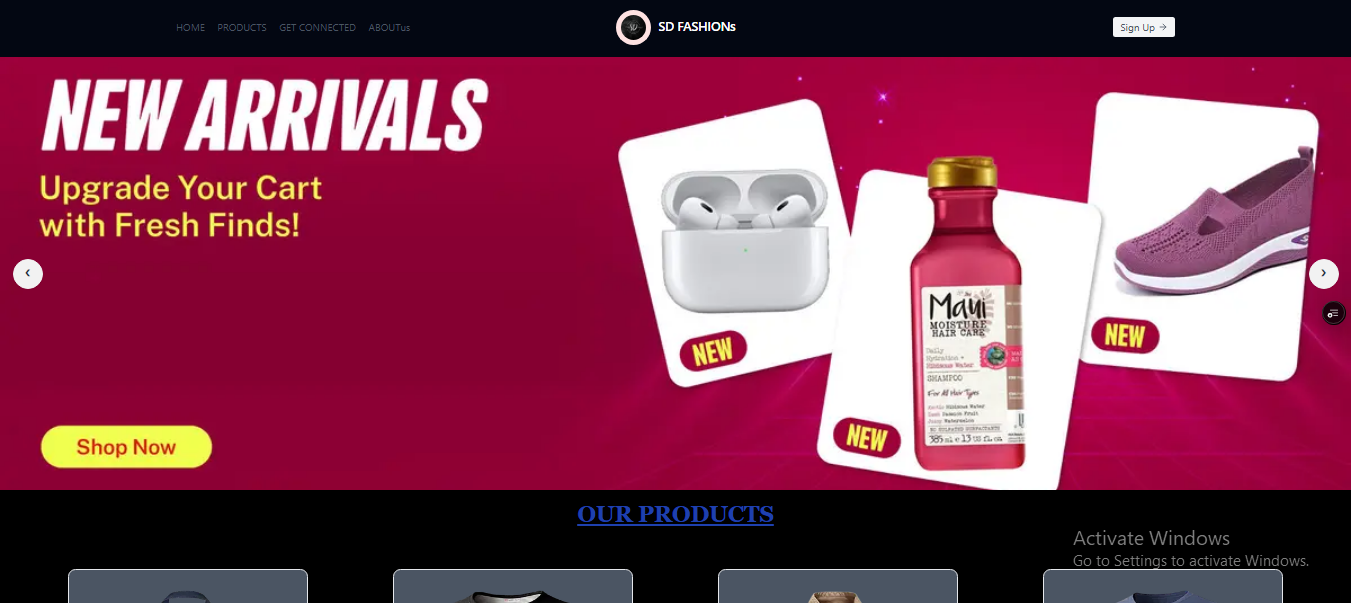 HOME PRODUCTS GET CONNECTED ABOUTus
SD FASHIONs
Sign Up →
NEW ARRIVALS
Upgrade Your Cart
with Fresh Finds!
Shop Now
NEW
Maui
MOISTURE
HAIR CARE
Daily
Hydration +
Hibiscus Water
SHAMPOO
For All Hair Types
NEW
NEW
OUR PRODUCTS
Activate Windows
Go to Settings to activate Windows.